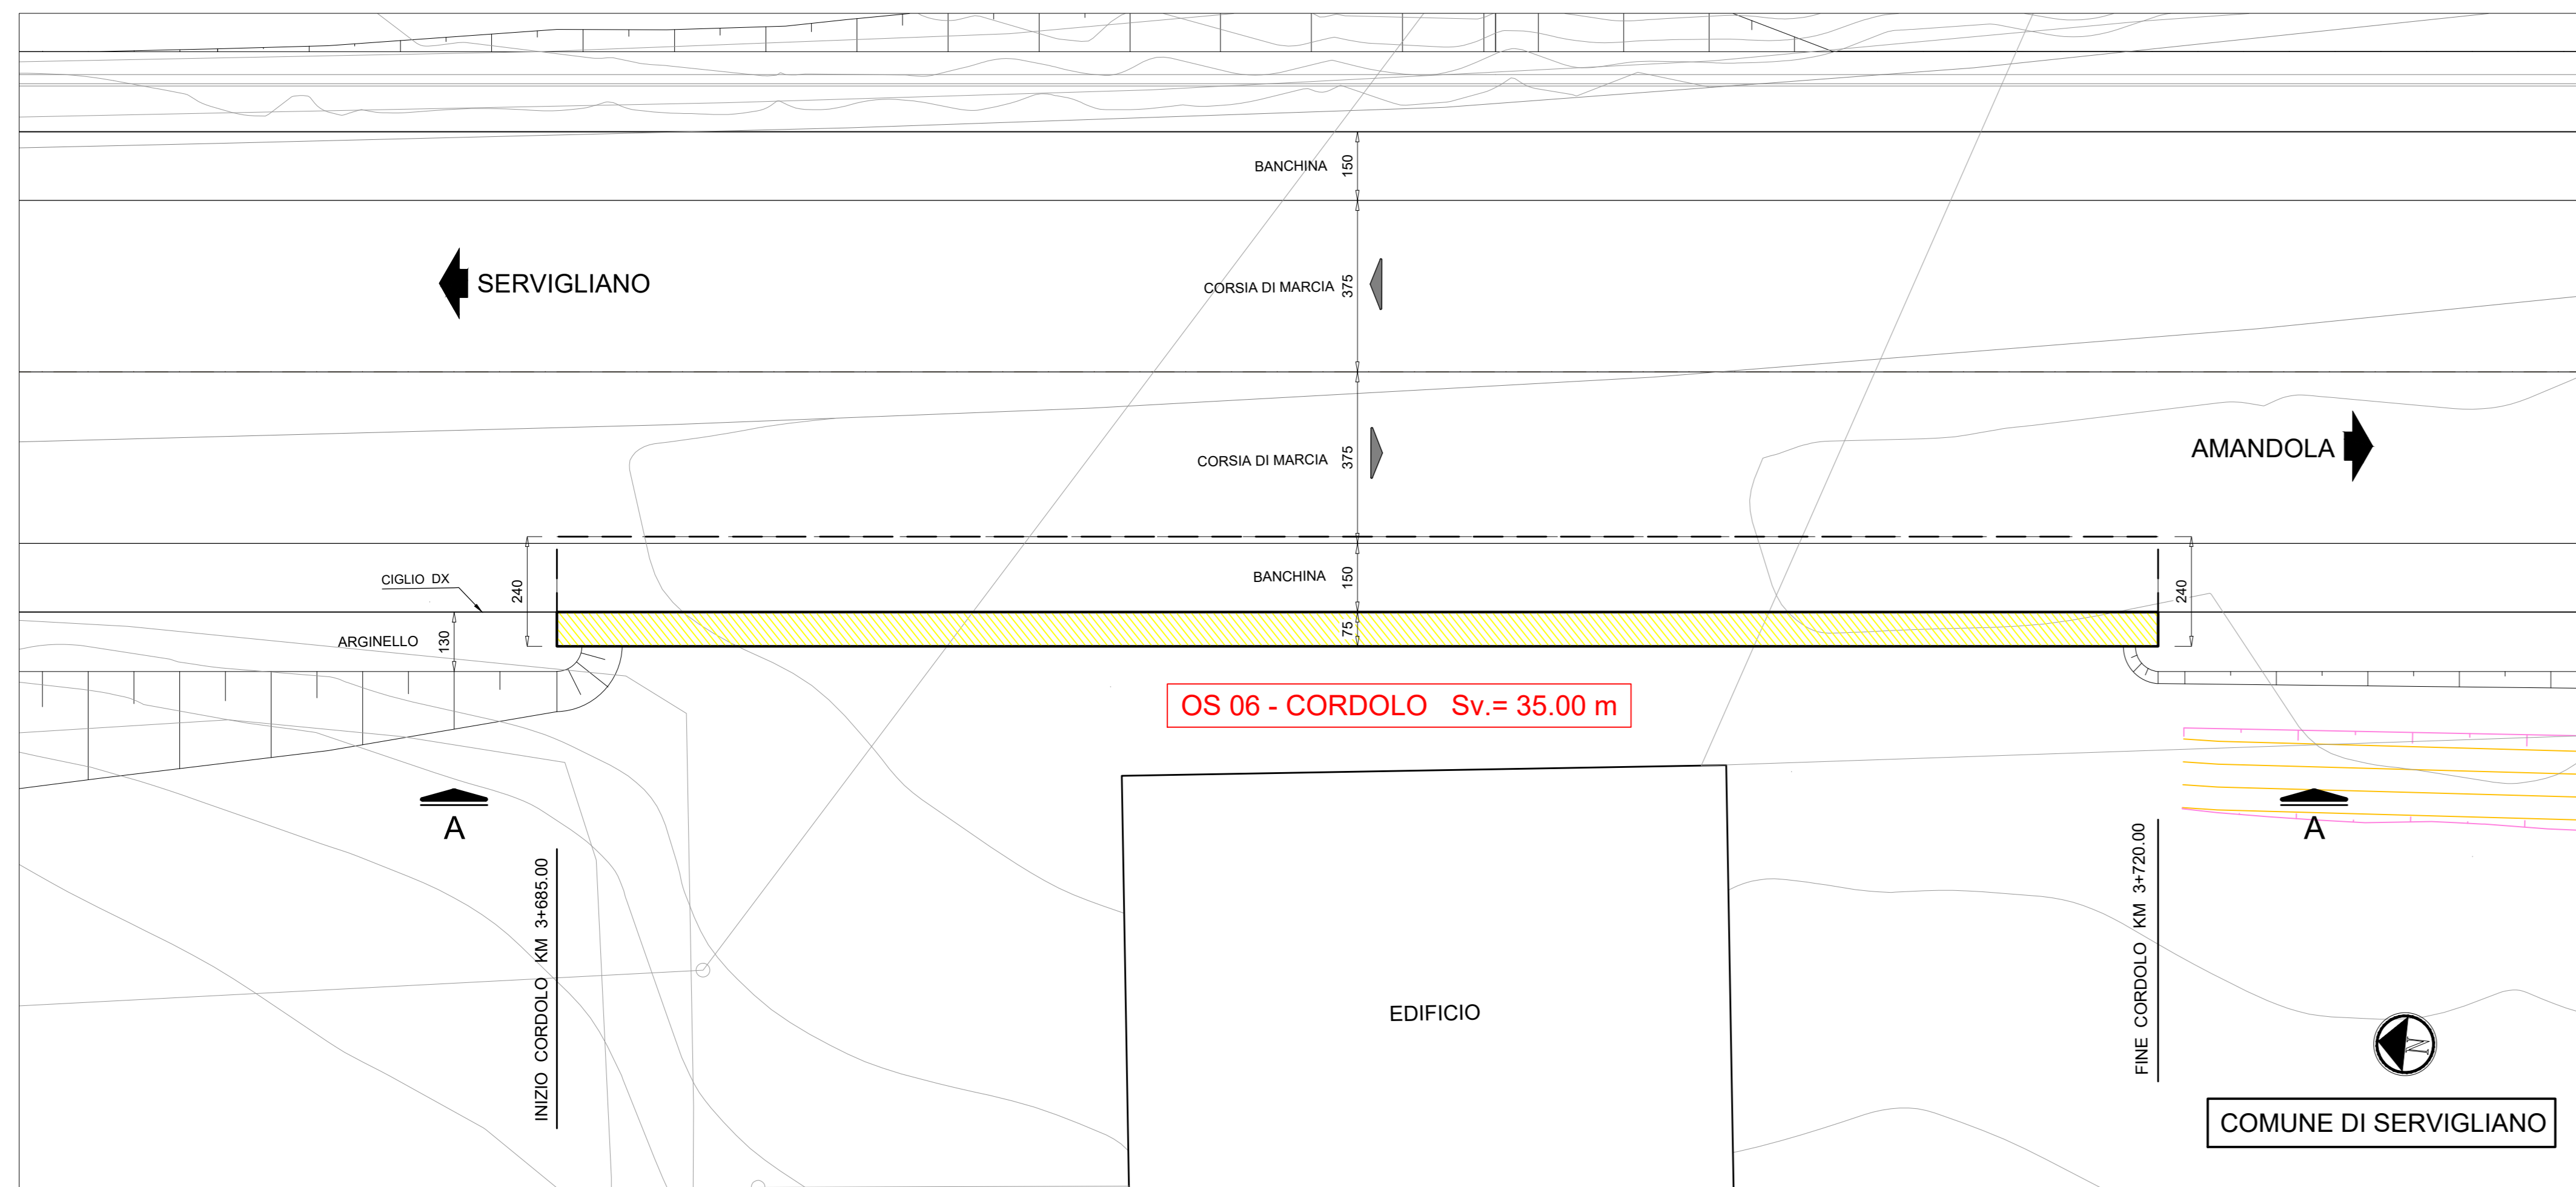 BANCHINA 150
SERVIGLIANO
CORSIA DI MARCIA 375
CORSIA DI MARCIA 375
AMANDOLA
CIGLIO DX
240
BANCHINA 150
240
ARGINELLO 130
75
OS 06 - CORDOLO Sv.= 35.00 m
A
A
INIZIO CORDOLO KM 3+685.00
FINE CORDOLO KM 3+720.00
EDIFICIO
N
COMUNE DI SERVIGLIANO